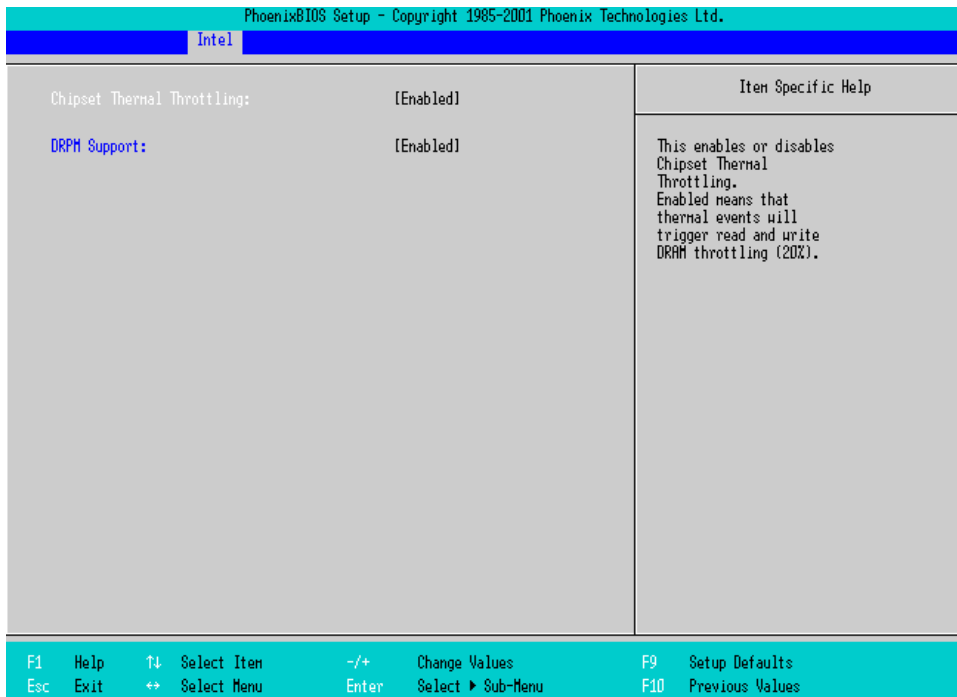 PhoenixBIOS Setup - Copyright 1985-2001 Phoenix Technologies Ltd.
Intel
Chipset Thermal Throttling: [Enabled]
DRPM Support: [Enabled]
Item Specific Help
This enables or disables
Chipset Thermal
Throttling.
Enabled means that
thermal events will
trigger read and write
DRAM throttling (20%).
F1 Help ↑↓ Select Item -/+ Change Values F9 Setup Defaults
Esc Exit ↔ Select Menu Enter Select ▶ Sub-Menu F10 Previous Values